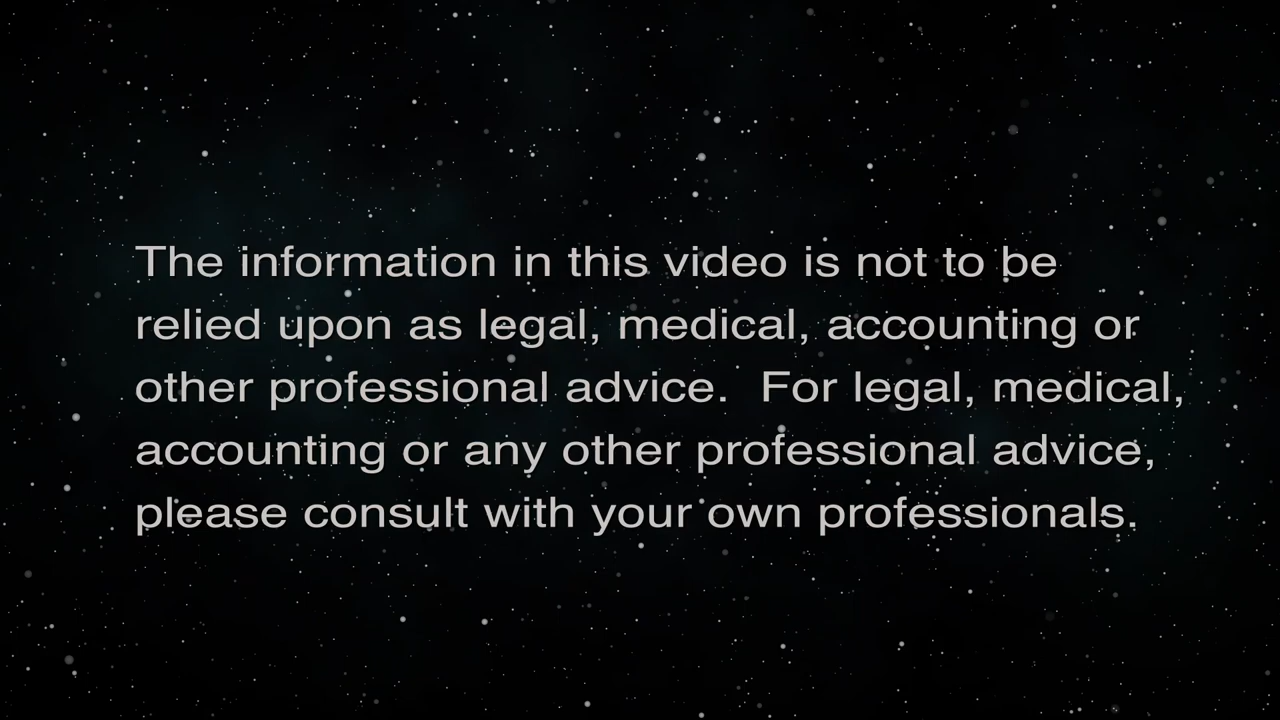 The information in this video is not to be
relied upon as legal, medical, accounting or
other professional advice.  For legal, medical,
accounting or any other professional advice,
please consult with your own professionals.